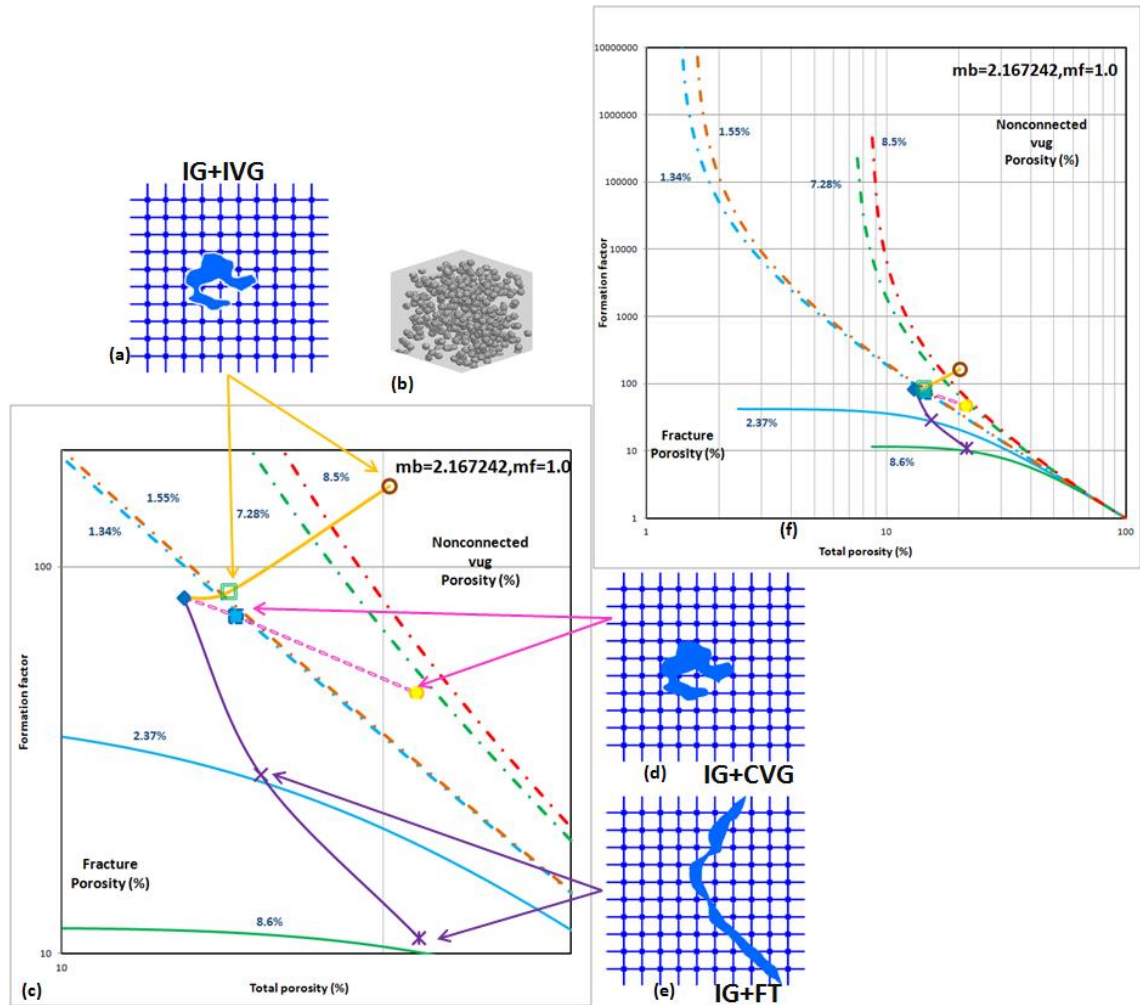 IG+IVG
(a)
(b)
100
10
10
Formation factor
Total porosity (%)
(c)
mb=2.167242,mf=1.0
8.5%
1.55%
7.28%
1.34%
Nonconnected
vug
Porosity (%)
2.37%
Fracture
Porosity (%)
8.6%
10000000
1000000
100000
10000
1000
100
10
1
1
10
100
Formation factor
Total porosity (%)
(f)
mb=2.167242,mf=1.0
1.55%
8.5%
1.34%
7.28%
Nonconnected
vug
Porosity (%)
2.37%
Fracture
Porosity (%)
8.6%
(d)
IG+CVG
(e)
IG+FT